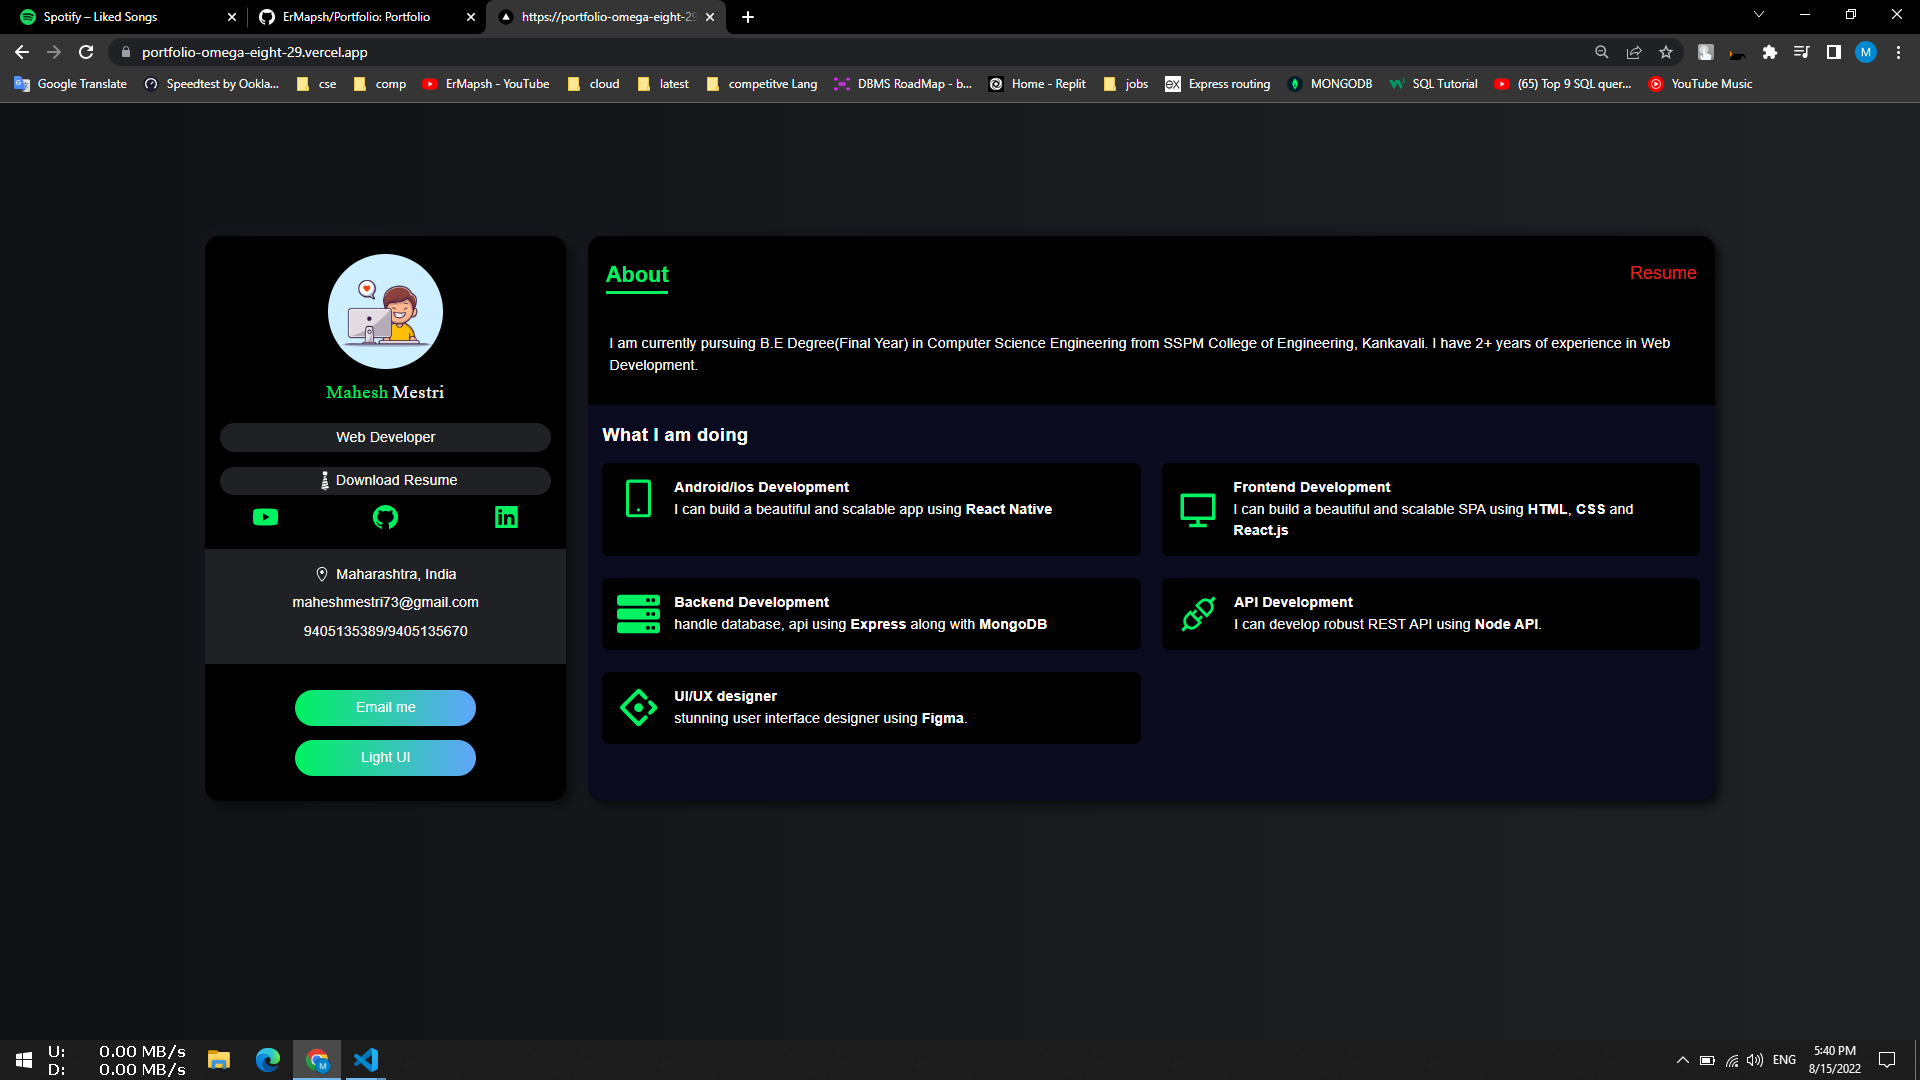 Spotify – Liked Songs
ErMapsh/Portfolio: Portfolio
https://portfolio-omega-eight-29
portfolio-omega-eight-29.vercel.app
M
Google Translate
Speedtest by Ookla...
cse
comp
ErMapsh - YouTube
cloud
latest
competitve Lang
DBMS RoadMap - b...
Home - Replit
jobs
ex
Express routing
MONGODB
SQL Tutorial
(65) Top 9 SQL quer...
YouTube Music
Mahesh Mestri
Web Developer
Download Resume
in
Maharashtra, India
maheshmestri73@gmail.com
9405135389/9405135670
Email me
Light UI
About
Resume
I am currently pursuing B.E Degree(Final Year) in Computer Science Engineering from SSPM College of Engineering, Kankavali. I have 2+ years of experience in Web
Development.
What I am doing
Android/Ios Development
I can build a beautiful and scalable app using React Native
Frontend Development
I can build a beautiful and scalable SPA using HTML, CSS and
React.js
Backend Development
handle database, api using Express along with MongoDB
API Development
I can develop robust REST API using Node API.
UI/UX designer
stunning user interface designer using Figma.
U: 0.00 MB/s
D: 0.00 MB/s
M
ENG
5:40 PM
8/15/2022